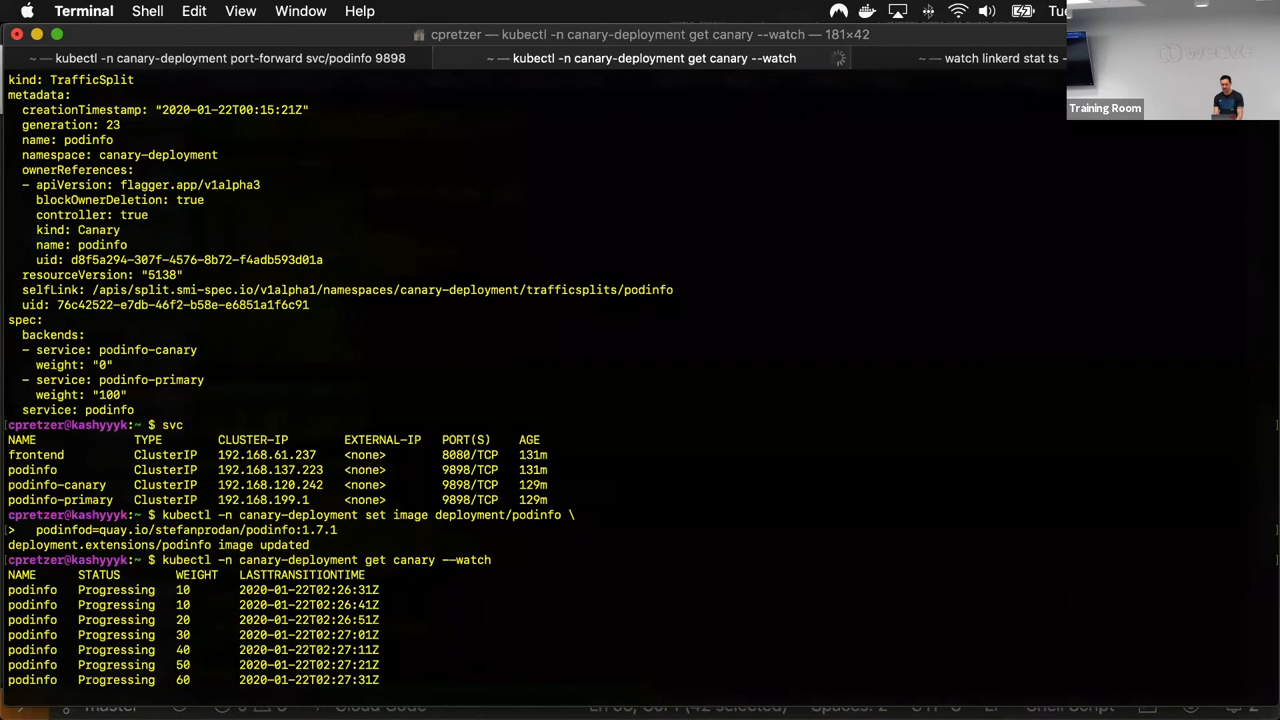 Terminal Shell Edit View Window Help Tu
cpretzer — kubectl -n canary-deployment get canary --watch — 181×42
~ — kubectl -n canary-deployment port-forward svc/podinfo 9898
~ — kubectl -n canary-deployment get canary --watch
~ — watch linkerd stat ts -
kind: TrafficSplit
metadata:
  creationTimestamp: "2020-01-22T00:15:21Z"
  generation: 23
  name: podinfo
  namespace: canary-deployment
  ownerReferences:
  - apiVersion: flagger.app/v1alpha3
    blockOwnerDeletion: true
    controller: true
    kind: Canary
    name: podinfo
    uid: d8f5a294-307f-4576-8b72-f4adb593d01a
  resourceVersion: "5138"
  selfLink: /apis/split.smi-spec.io/v1alpha1/namespaces/canary-deployment/trafficsplits/podinfo
  uid: 76c42522-e7db-46f2-b58e-e6851a1f6c91
spec:
  backends:
  - service: podinfo-canary
    weight: "0"
  - service: podinfo-primary
    weight: "100"
  service: podinfo
cpretzer@kashyyyk:~ $ svc
NAME TYPE CLUSTER-IP EXTERNAL-IP PORT(S) AGE
frontend ClusterIP 192.168.61.237 <none> 8080/TCP 131m
podinfo ClusterIP 192.168.137.223 <none> 9898/TCP 131m
podinfo-canary ClusterIP 192.168.120.242 <none> 9898/TCP 129m
podinfo-primary ClusterIP 192.168.199.1 <none> 9898/TCP 129m
cpretzer@kashyyyk:~ $ kubectl -n canary-deployment set image deployment/podinfo \
>   podinfod=quay.io/stefanprodan/podinfo:1.7.1
deployment.extensions/podinfo image updated
cpretzer@kashyyyk:~ $ kubectl -n canary-deployment get canary --watch
NAME STATUS WEIGHT LASTTRANSITIONTIME
podinfo Progressing 10 2020-01-22T02:26:31Z
podinfo Progressing 10 2020-01-22T02:26:41Z
podinfo Progressing 20 2020-01-22T02:26:51Z
podinfo Progressing 30 2020-01-22T02:27:01Z
podinfo Progressing 40 2020-01-22T02:27:11Z
podinfo Progressing 50 2020-01-22T02:27:21Z
podinfo Progressing 60 2020-01-22T02:27:31Z
Training Room
weave
master
Cloud Code
Spaces: 2
Shell Script